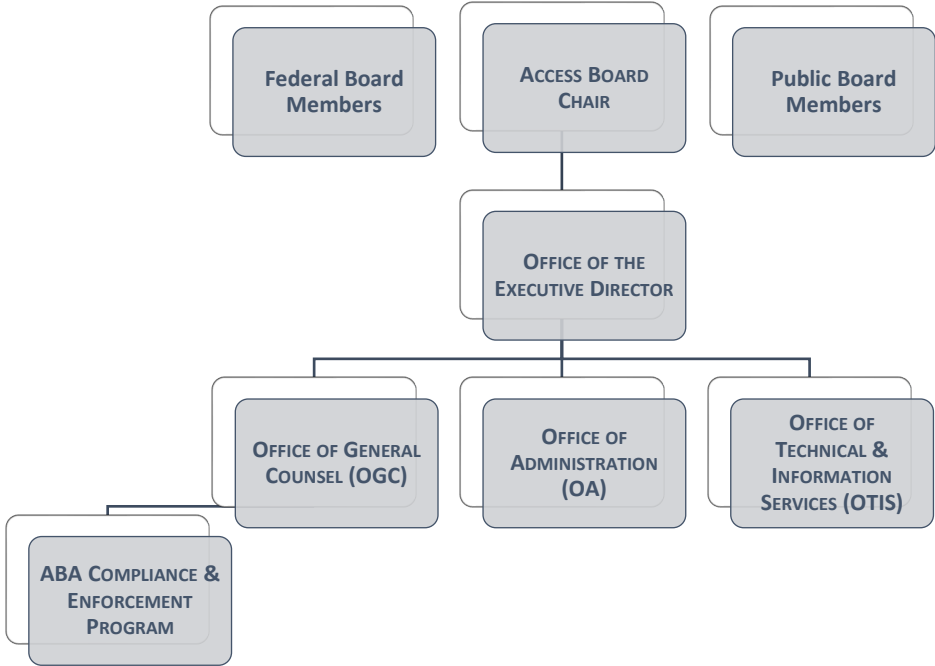 Federal Board
Members
ACCESS BOARD
CHAIR
Public Board
Members
OFFICE OF THE
EXECUTIVE DIRECTOR
OFFICE OF GENERAL
COUNSEL (OGC)
OFFICE OF
ADMINISTRATION
(OA)
OFFICE OF
TECHNICAL &
INFORMATION
SERVICES (OTIS)
ABA COMPLIANCE &
ENFORCEMENT
PROGRAM